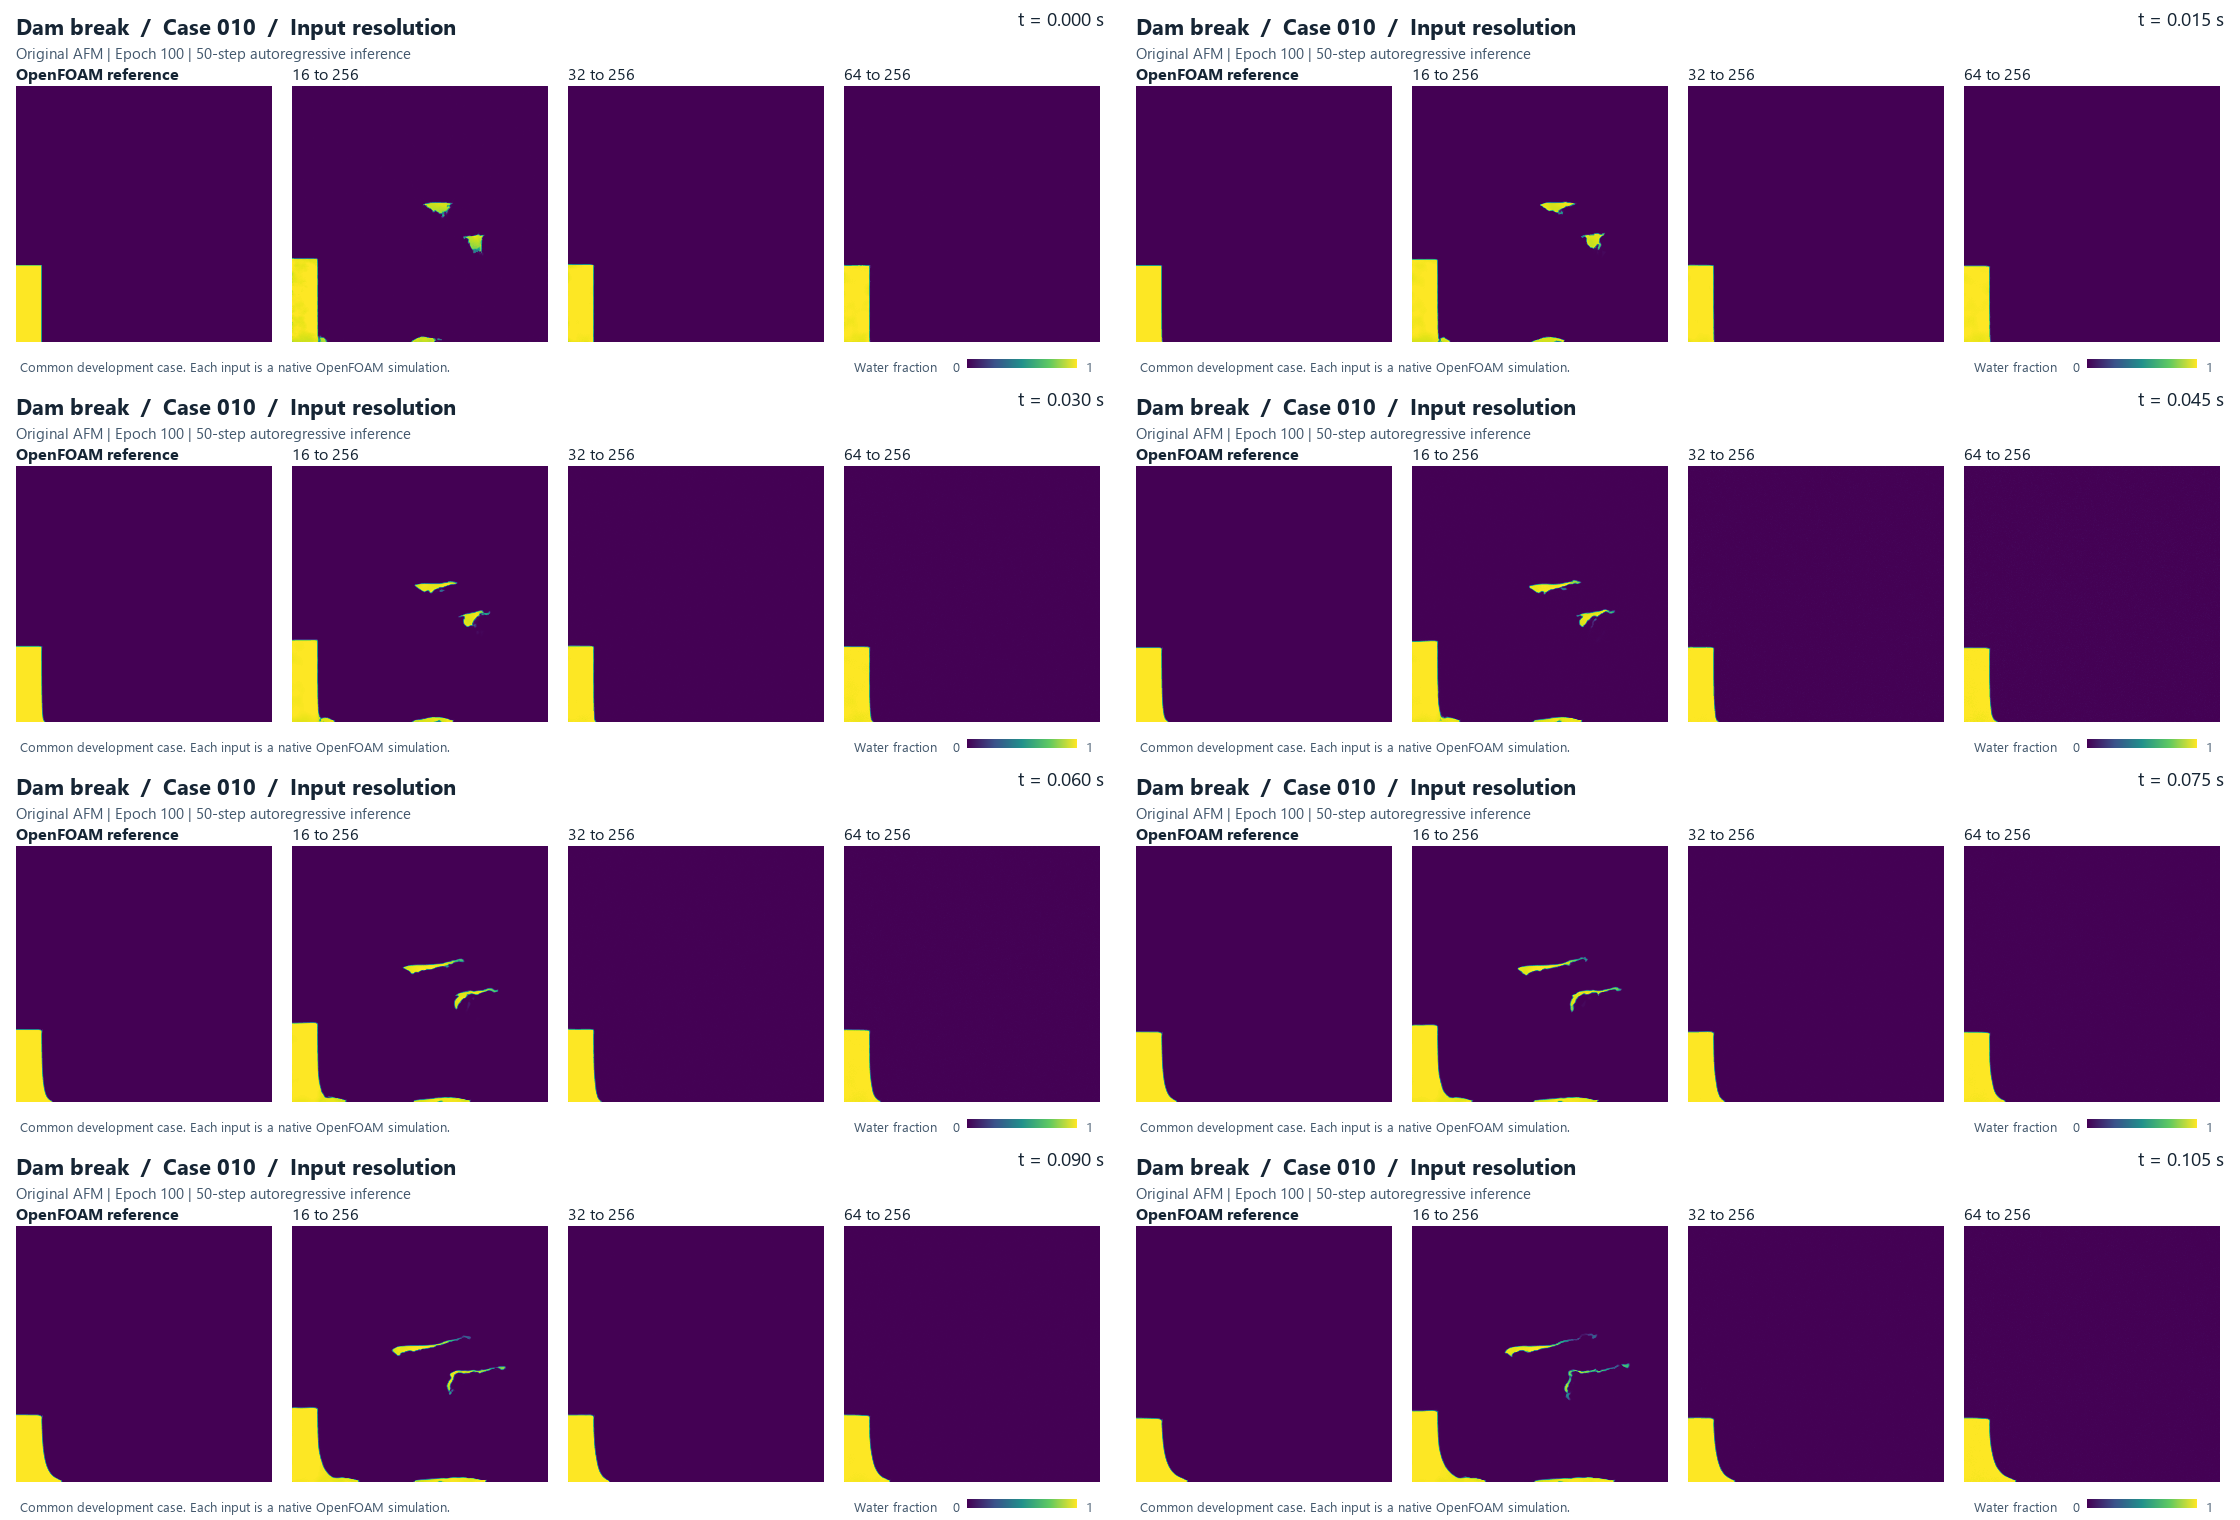 Dam break / Case 010 / Input resolution
t = 0.000 s
Original AFM | Epoch 100 | 50-step autoregressive inference
OpenFOAM reference 16 to 256 32 to 256 64 to 256
Common development case. Each input is a native OpenFOAM simulation.
Water fraction 0 1
Dam break / Case 010 / Input resolution
t = 0.015 s
Original AFM | Epoch 100 | 50-step autoregressive inference
OpenFOAM reference 16 to 256 32 to 256 64 to 256
Common development case. Each input is a native OpenFOAM simulation.
Water fraction 0 1
Dam break / Case 010 / Input resolution
t = 0.030 s
Original AFM | Epoch 100 | 50-step autoregressive inference
OpenFOAM reference 16 to 256 32 to 256 64 to 256
Common development case. Each input is a native OpenFOAM simulation.
Water fraction 0 1
Dam break / Case 010 / Input resolution
t = 0.045 s
Original AFM | Epoch 100 | 50-step autoregressive inference
OpenFOAM reference 16 to 256 32 to 256 64 to 256
Common development case. Each input is a native OpenFOAM simulation.
Water fraction 0 1
Dam break / Case 010 / Input resolution
t = 0.060 s
Original AFM | Epoch 100 | 50-step autoregressive inference
OpenFOAM reference 16 to 256 32 to 256 64 to 256
Common development case. Each input is a native OpenFOAM simulation.
Water fraction 0 1
Dam break / Case 010 / Input resolution
t = 0.075 s
Original AFM | Epoch 100 | 50-step autoregressive inference
OpenFOAM reference 16 to 256 32 to 256 64 to 256
Common development case. Each input is a native OpenFOAM simulation.
Water fraction 0 1
Dam break / Case 010 / Input resolution
t = 0.090 s
Original AFM | Epoch 100 | 50-step autoregressive inference
OpenFOAM reference 16 to 256 32 to 256 64 to 256
Common development case. Each input is a native OpenFOAM simulation.
Water fraction 0 1
Dam break / Case 010 / Input resolution
t = 0.105 s
Original AFM | Epoch 100 | 50-step autoregressive inference
OpenFOAM reference 16 to 256 32 to 256 64 to 256
Common development case. Each input is a native OpenFOAM simulation.
Water fraction 0 1